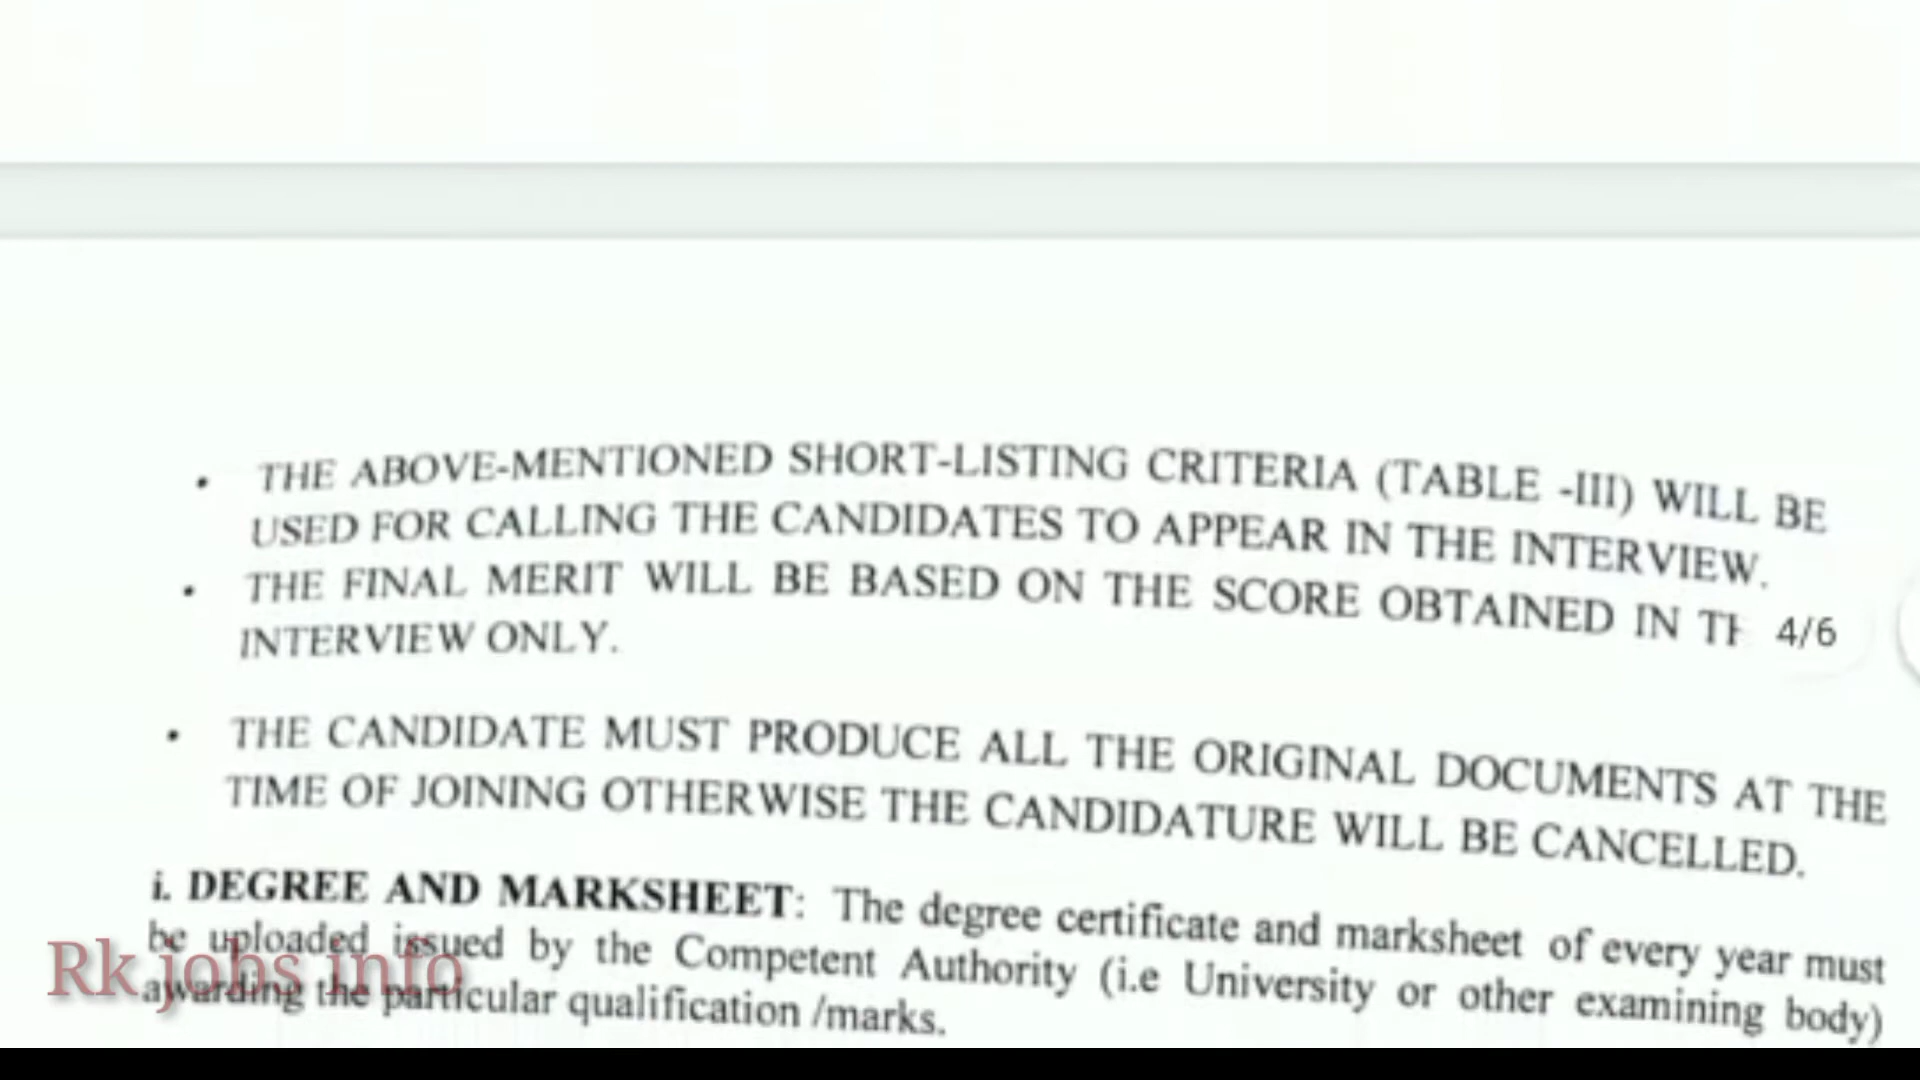 • THE ABOVE-MENTIONED SHORT-LISTING CRITERIA (TABLE -III) WILL BE
USED FOR CALLING THE CANDIDATES TO APPEAR IN THE INTERVIEW.
• THE FINAL MERIT WILL BE BASED ON THE SCORE OBTAINED IN
4/6
INTERVIEW ONLY.
• THE CANDIDATE MUST PRODUCE ALL THE ORIGINAL DOCUMENTS AT THE
TIME OF JOINING OTHERWISE THE CANDIDATURE WILL BE CANCELLED.
i. DEGREE AND MARKSHEET: The degree certificate and marksheet of every year must
be uploaded issued by the Competent Authority (i.e University or other examining body)
awarding the particular qualification /marks.
Rk jobs info